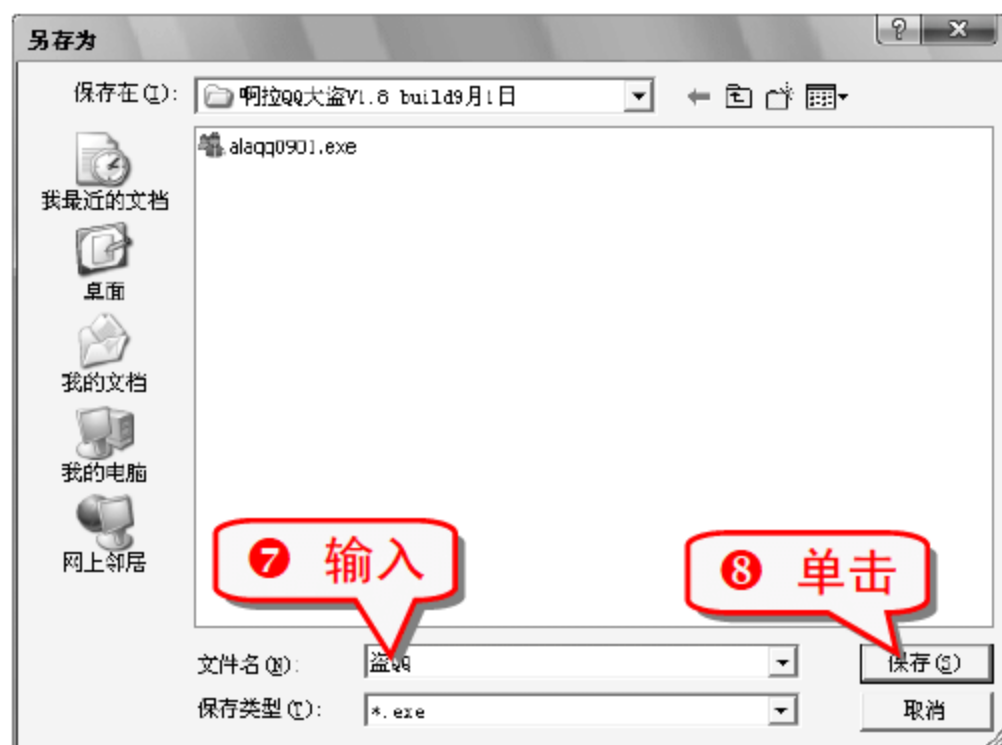 另存为
保存在(I):
啊拉QQ大盗V1.8 build9月1日
alaqq0901.exe
我最近的文档
桌面
我的文档
我的电脑
网上邻居
❼ 输入
❽ 单击
文件名(N):
盗QQ
保存(S)
保存类型(T):
*.exe
取消